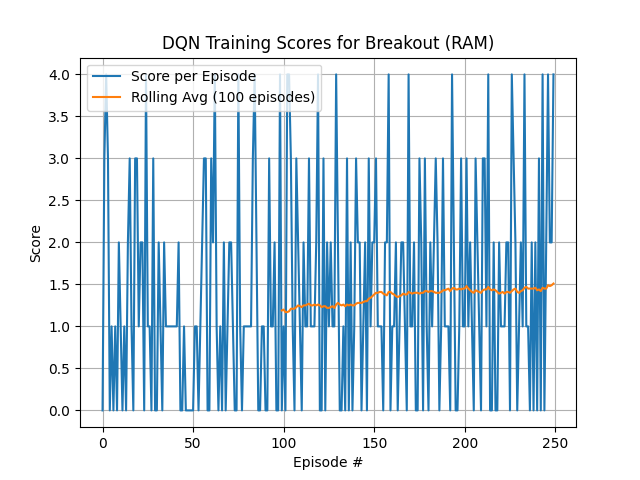 DQN Training Scores for Breakout (RAM)
Score per Episode
Rolling Avg (100 episodes)
4.0
3.5
3.0
2.5
2.0
1.5
1.0
0.5
0.0
Score
0 50 100 150 200 250
Episode #